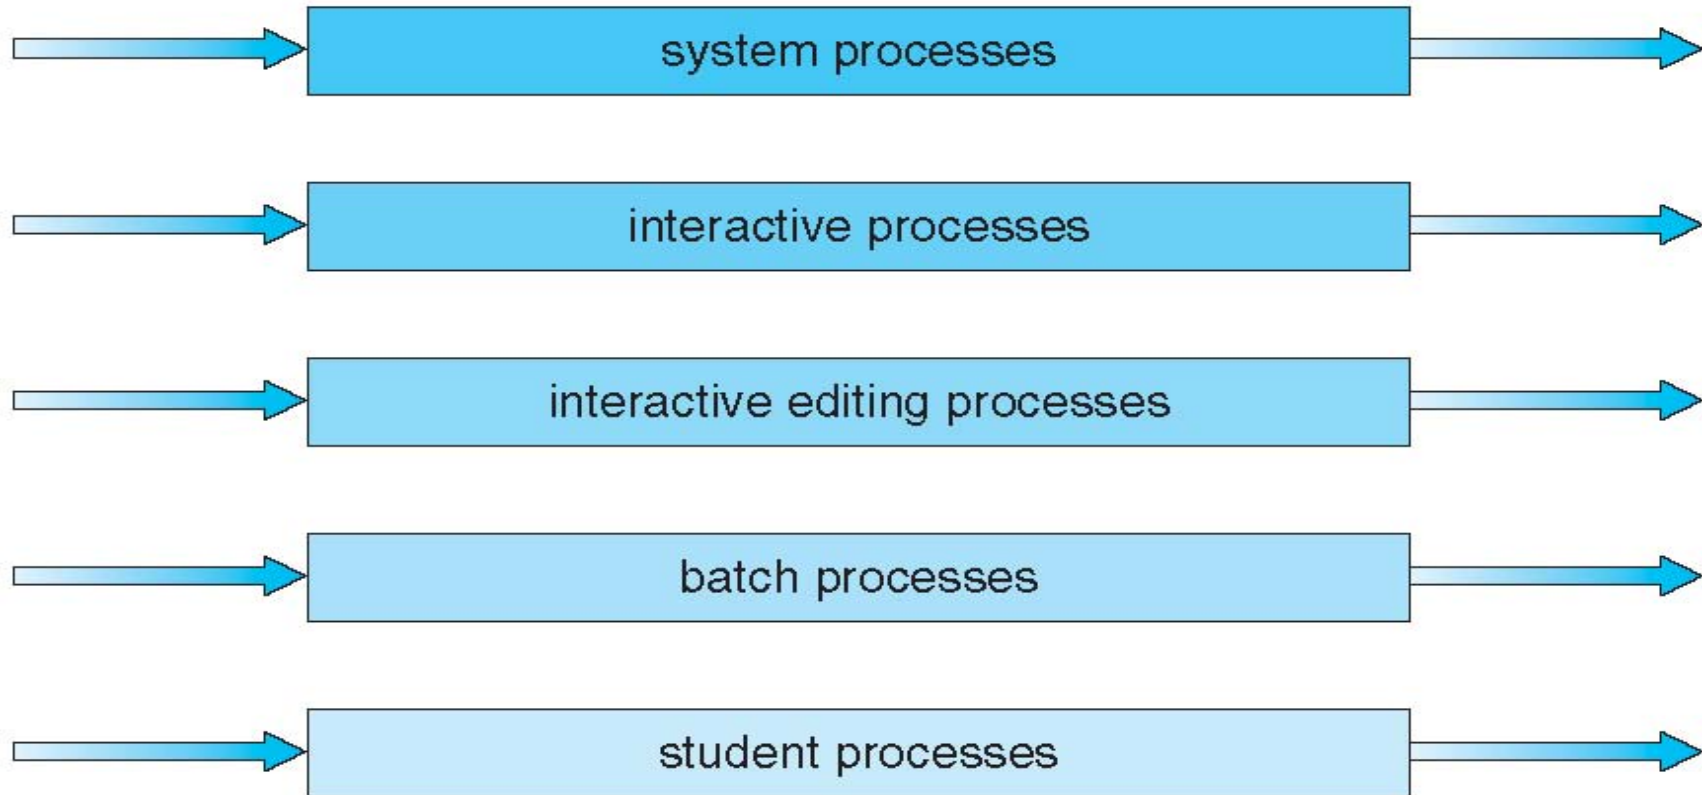 system processes
interactive processes
interactive editing processes
batch processes
student processes